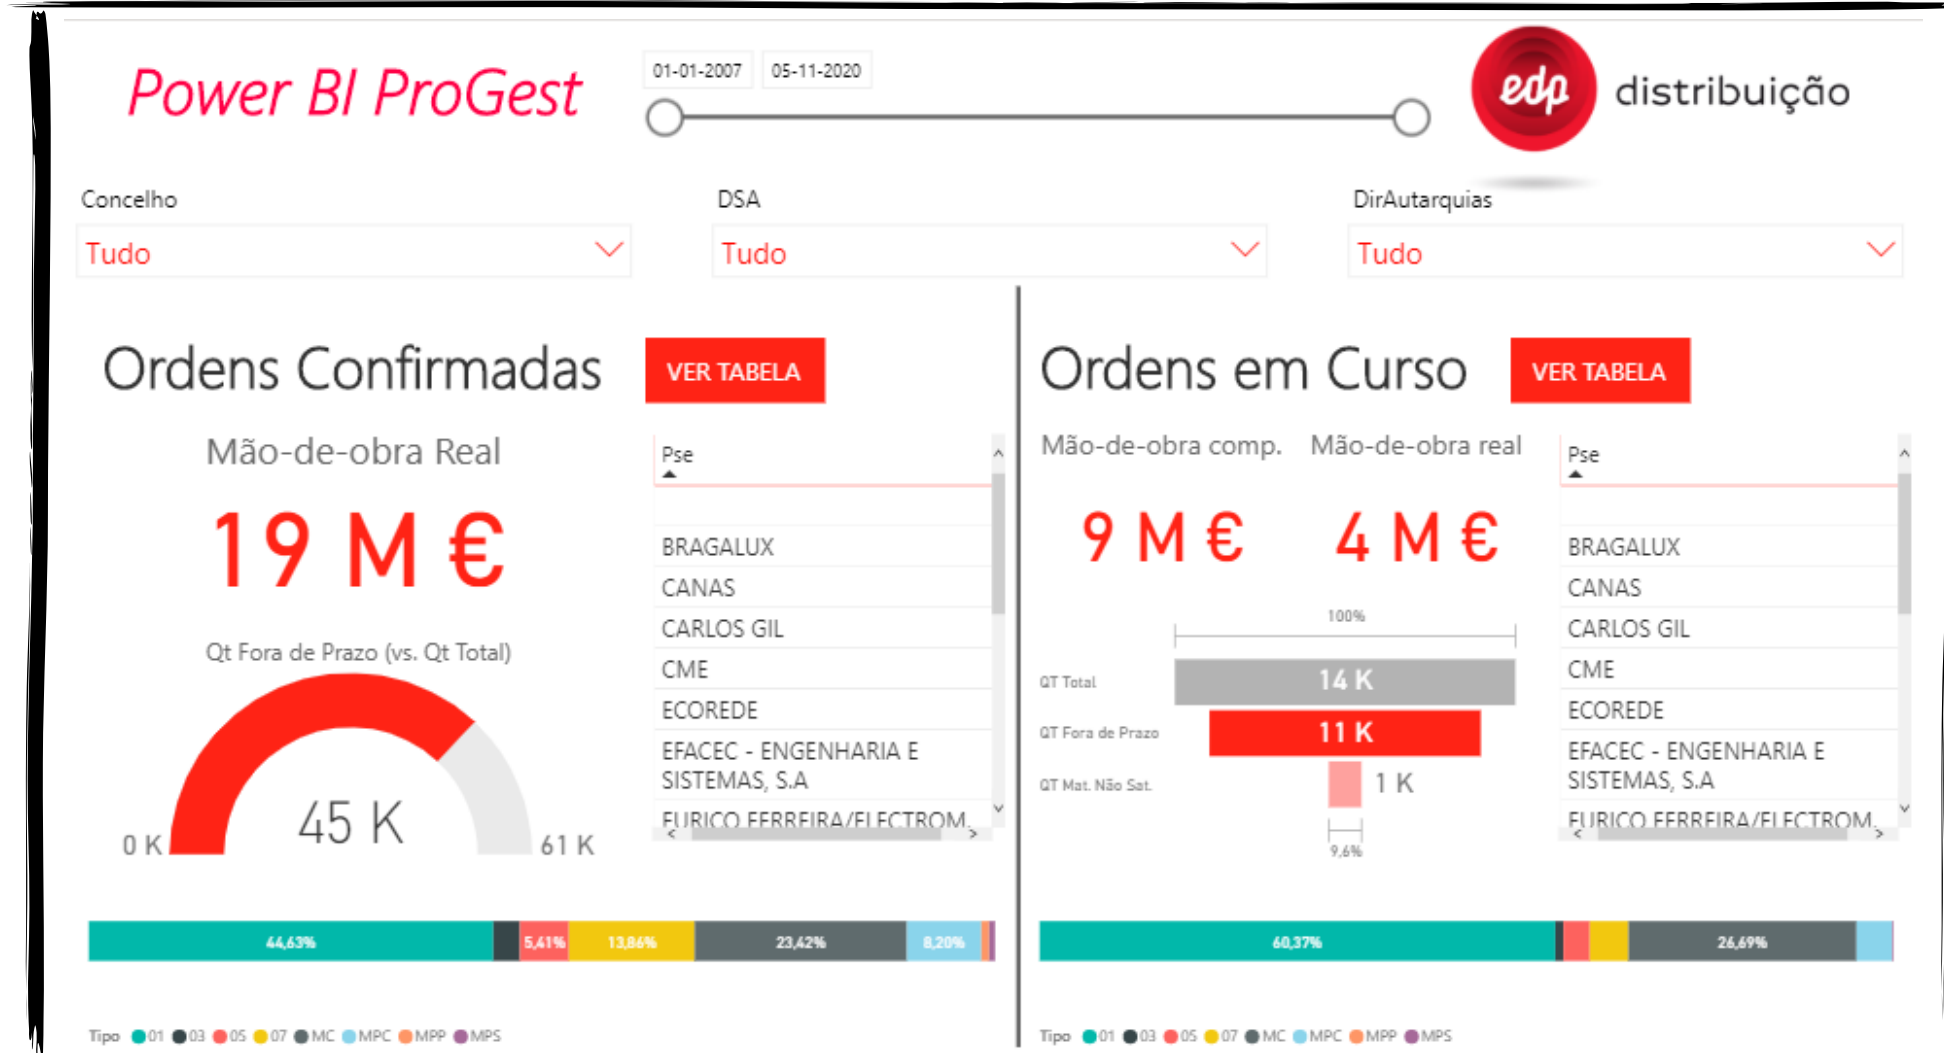 Power BI ProGest
01-01-2007
05-11-2020
edp
distribuição
Concelho
Tudo
DSA
Tudo
DirAutarquias
Tudo
Ordens Confirmadas
VER TABELA
Mão-de-obra Real
19 M €
Qt Fora de Prazo (vs. Qt Total)
45 K
0 K
61 K
Pse
BRAGALUX
CANAS
CARLOS GIL
CME
ECOREDE
EFACEC - ENGENHARIA E
SISTEMAS, S.A
EURICO FERREIRA/ELECTROM.
44,63%
5,41%
13,86%
23,42%
8,20%
Tipo 01 03 05 07 MC MPC MPP MPS
Ordens em Curso
VER TABELA
Mão-de-obra comp.
Mão-de-obra real
9 M €
4 M €
100%
QT Total
14 K
QT Fora de Prazo
11 K
QT Mat. Não Sat.
1 K
9,6%
Pse
BRAGALUX
CANAS
CARLOS GIL
CME
ECOREDE
EFACEC - ENGENHARIA E
SISTEMAS, S.A
EURICO FERREIRA/ELECTROM.
60,37%
26,69%
Tipo 01 03 05 07 MC MPC MPP MPS